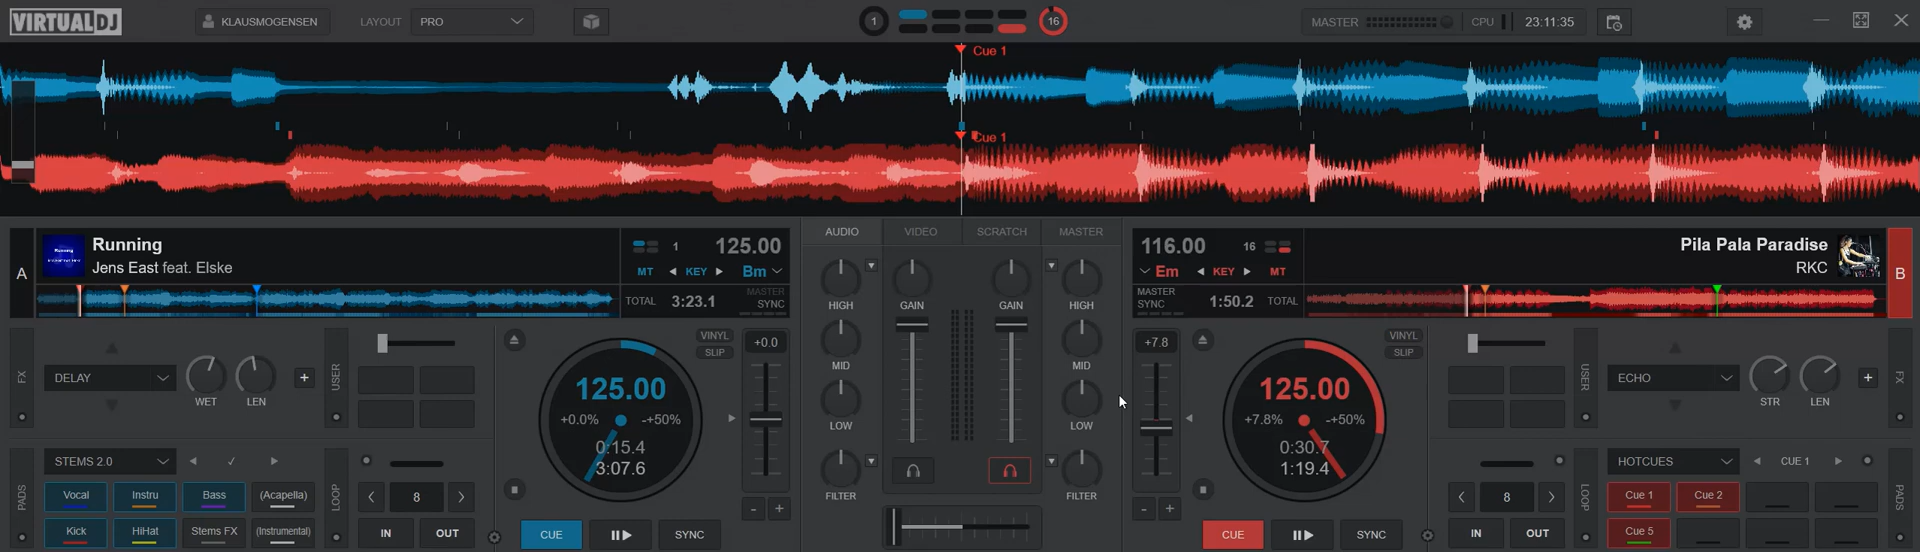 VIRTUALDJ
KLAUSMOGENSEN
LAYOUT PRO
1
16
MASTER CPU 23:11:35
Cue 1
Cue 1
A
Running
Jens East feat. Elske
1 125.00
MT KEY Bm
TOTAL 3:23.1
MASTER SYNC
AUDIO VIDEO SCRATCH MASTER
HIGH GAIN GAIN HIGH
MID MID
LOW LOW
FILTER FILTER
116.00 16
Em KEY MT
MASTER SYNC
1:50.2 TOTAL
Pila Pala Paradise
RKC
B
FX
DELAY
WET LEN
+
USER
VINYL
SLIP
125.00
+0.0% -+50%
0:15.4
3:07.6
+0.0
- +
PADS
STEMS 2.0
Vocal Instru Bass (Acapella)
Kick HiHat Stems FX (Instrumental)
LOOP
8
IN OUT
CUE SYNC
+7.8
- +
VINYL
SLIP
125.00
+7.8% -+50%
0:30.7
1:19.4
CUE SYNC
USER
ECHO
STR LEN
+
FX
LOOP
8
IN OUT
HOTCUES CUE 1
Cue 1 Cue 2
Cue 5
PADS